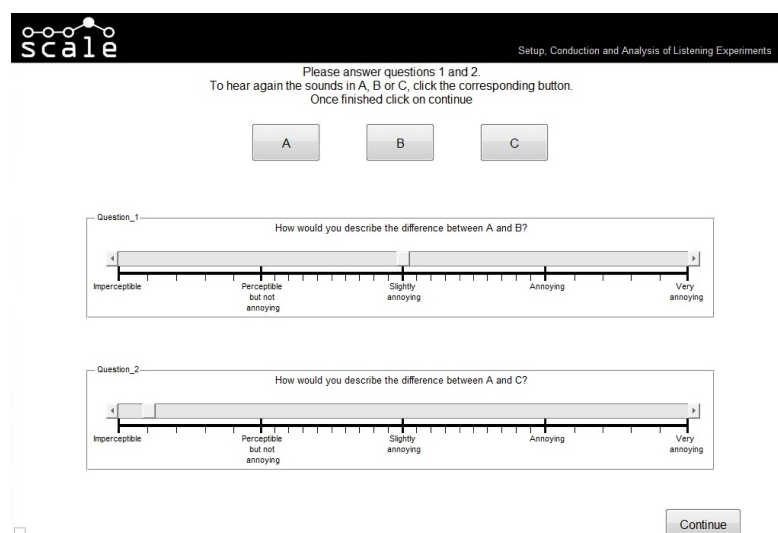 scale
Setup, Conduction and Analysis of Listening Experiments
Please answer questions 1 and 2.
To hear again the sounds in A, B or C, click the corresponding button.
Once finished click on continue
A B C
Question_1
How would you describe the difference between A and B?
Imperceptible Perceptible Slightly Annoying Very
but not annoying annoying
annoying
Question_2
How would you describe the difference between A and C?
Imperceptible Perceptible Slightly Annoying Very
but not annoying annoying
annoying
Continue